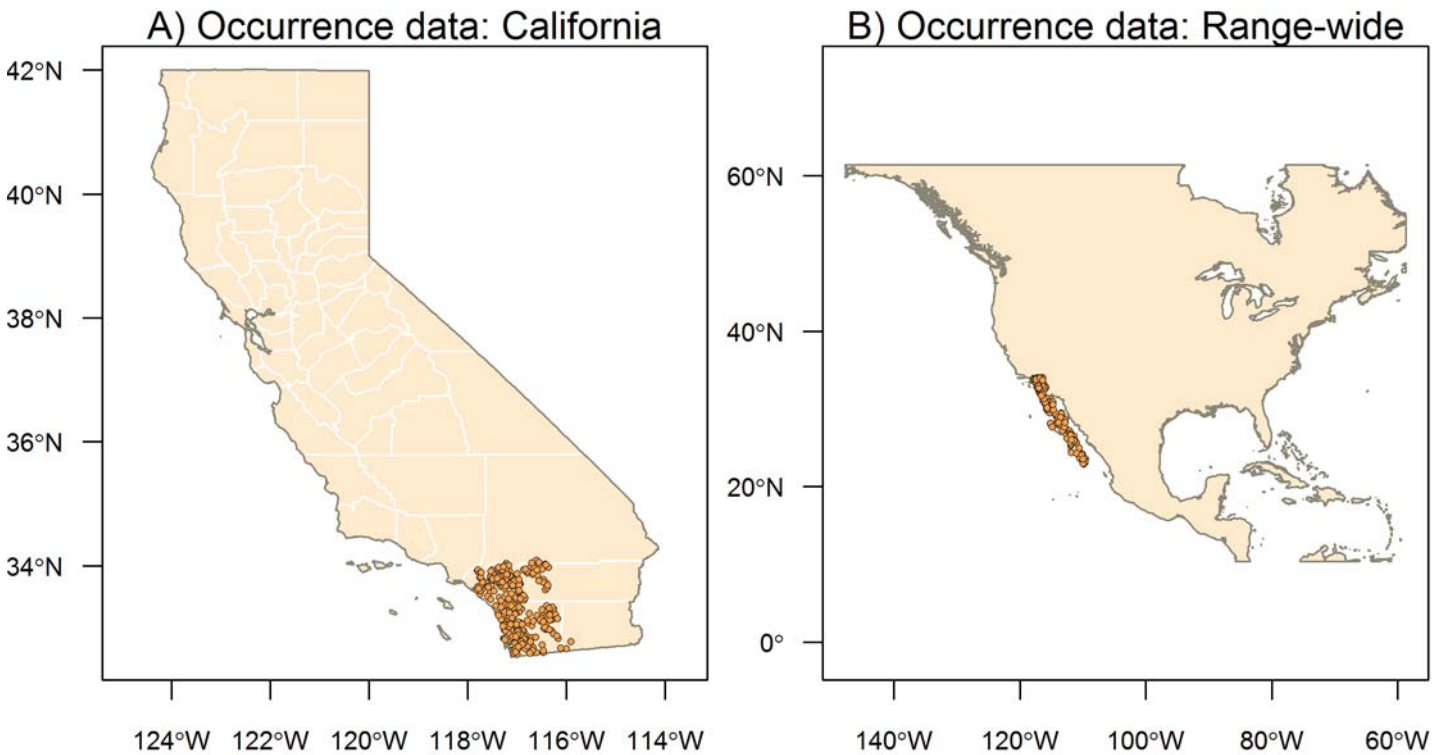 A) Occurrence data: California
42°N
40°N
38°N
36°N
34°N
124°W 122°W 120°W 118°W 116°W 114°W
B) Occurrence data: Range-wide
60°N
40°N
20°N
0°
140°W 120°W 100°W 80°W 60°W